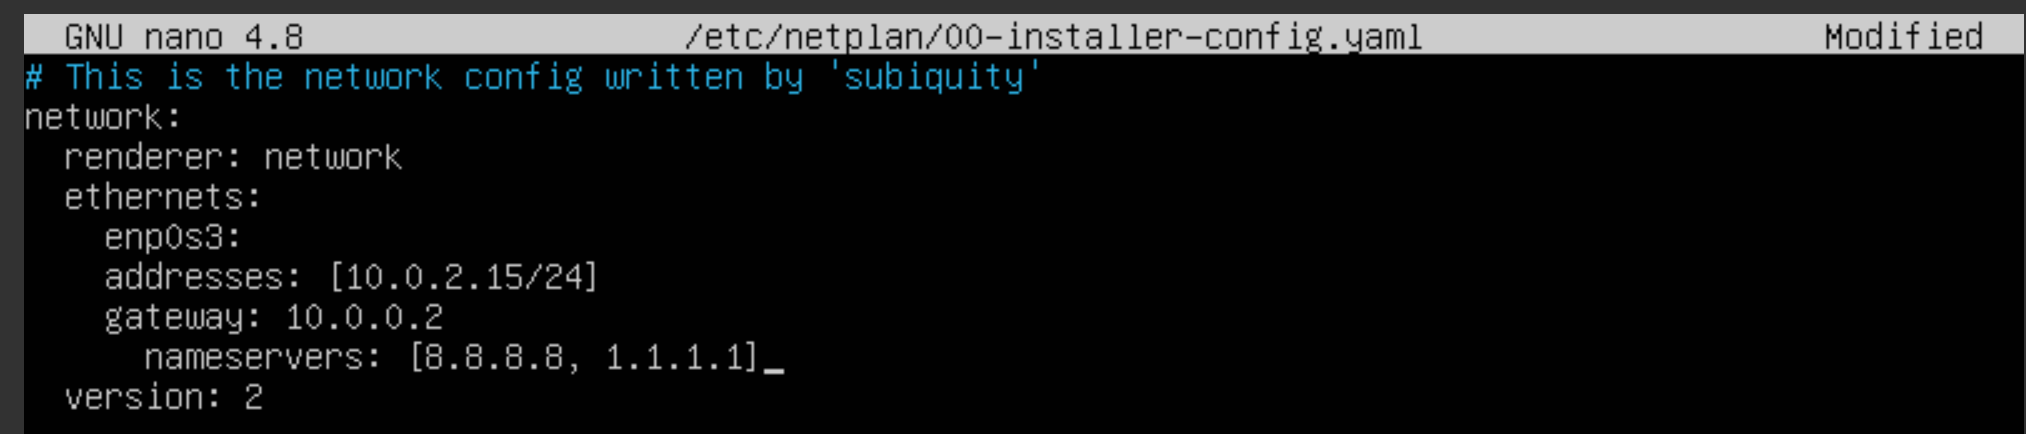 GNU nano 4.8 /etc/netplan/00-installer-config.yaml Modified
# This is the network config written by 'subiquity'
network:
  renderer: network
  ethernets:
    enp0s3:
    addresses: [10.0.2.15/24]
    gateway: 10.0.0.2
      nameservers: [8.8.8.8, 1.1.1.1]
  version: 2